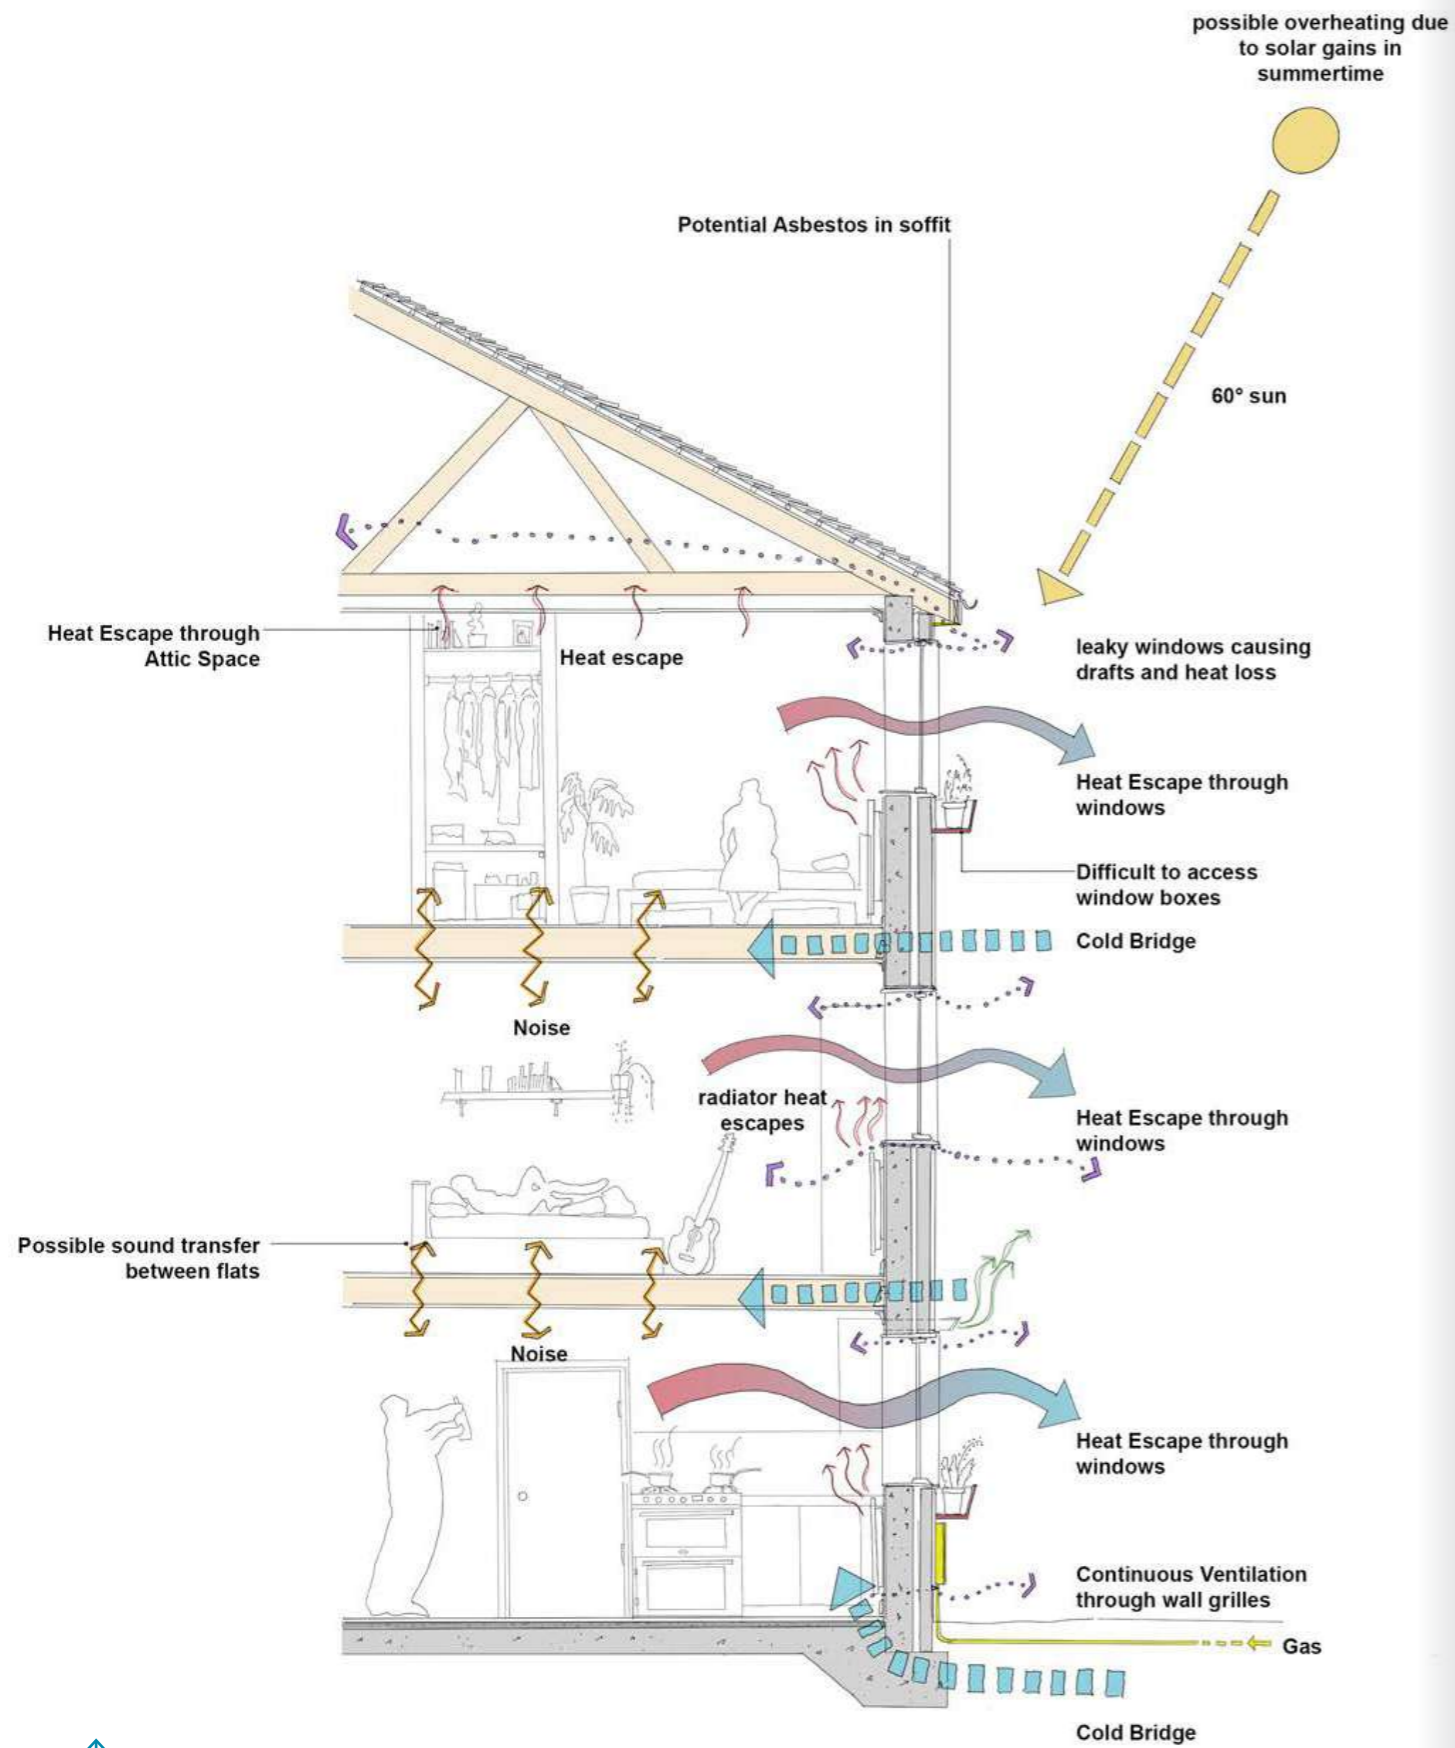 possible overheating due
to solar gains in
summertime
Potential Asbestos in soffit
60° sun
Heat Escape through
Attic Space
Heat escape
leaky windows causing
drafts and heat loss
Heat Escape through
windows
Difficult to access
window boxes
Cold Bridge
Noise
radiator heat
escapes
Heat Escape through
windows
Possible sound transfer
between flats
Noise
Heat Escape through
windows
Continuous Ventilation
through wall grilles
Gas
Cold Bridge